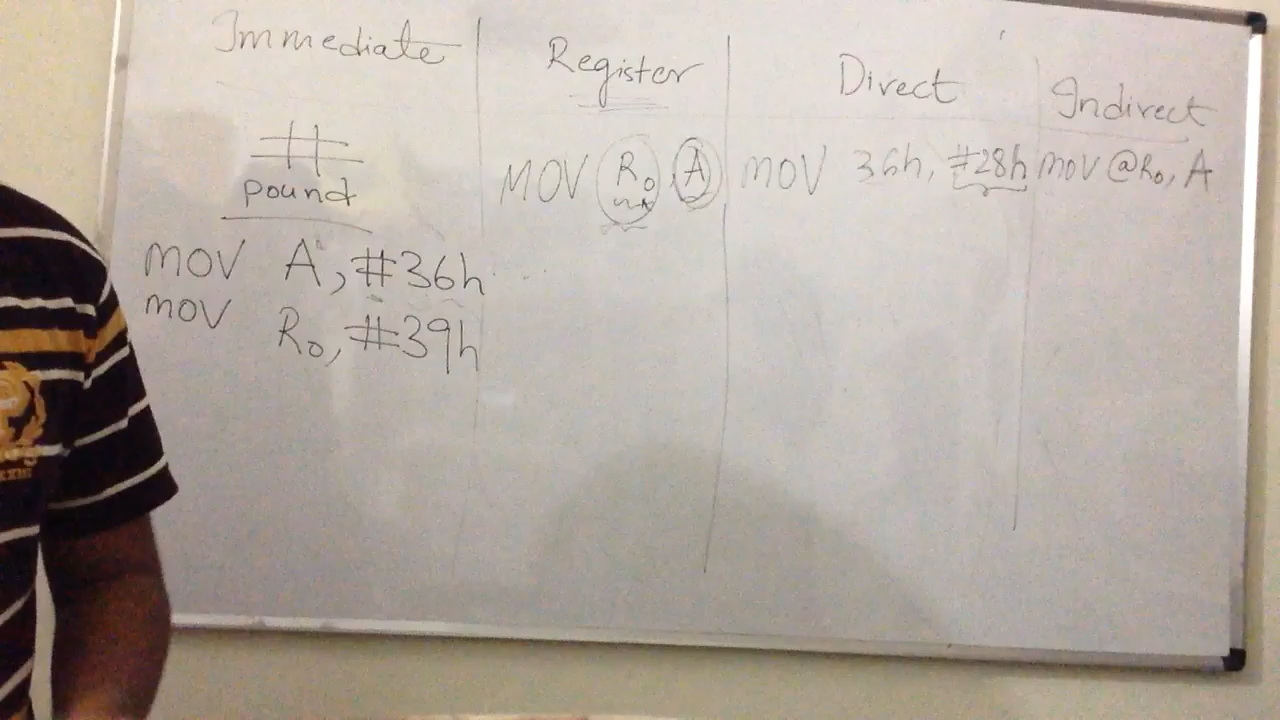 Immediate
#
pound
MOV A, #36h
MOV R0, #39h
Register
MOV R0, A
Direct
MOV 36h, #28h
Indirect
MOV @R0, A